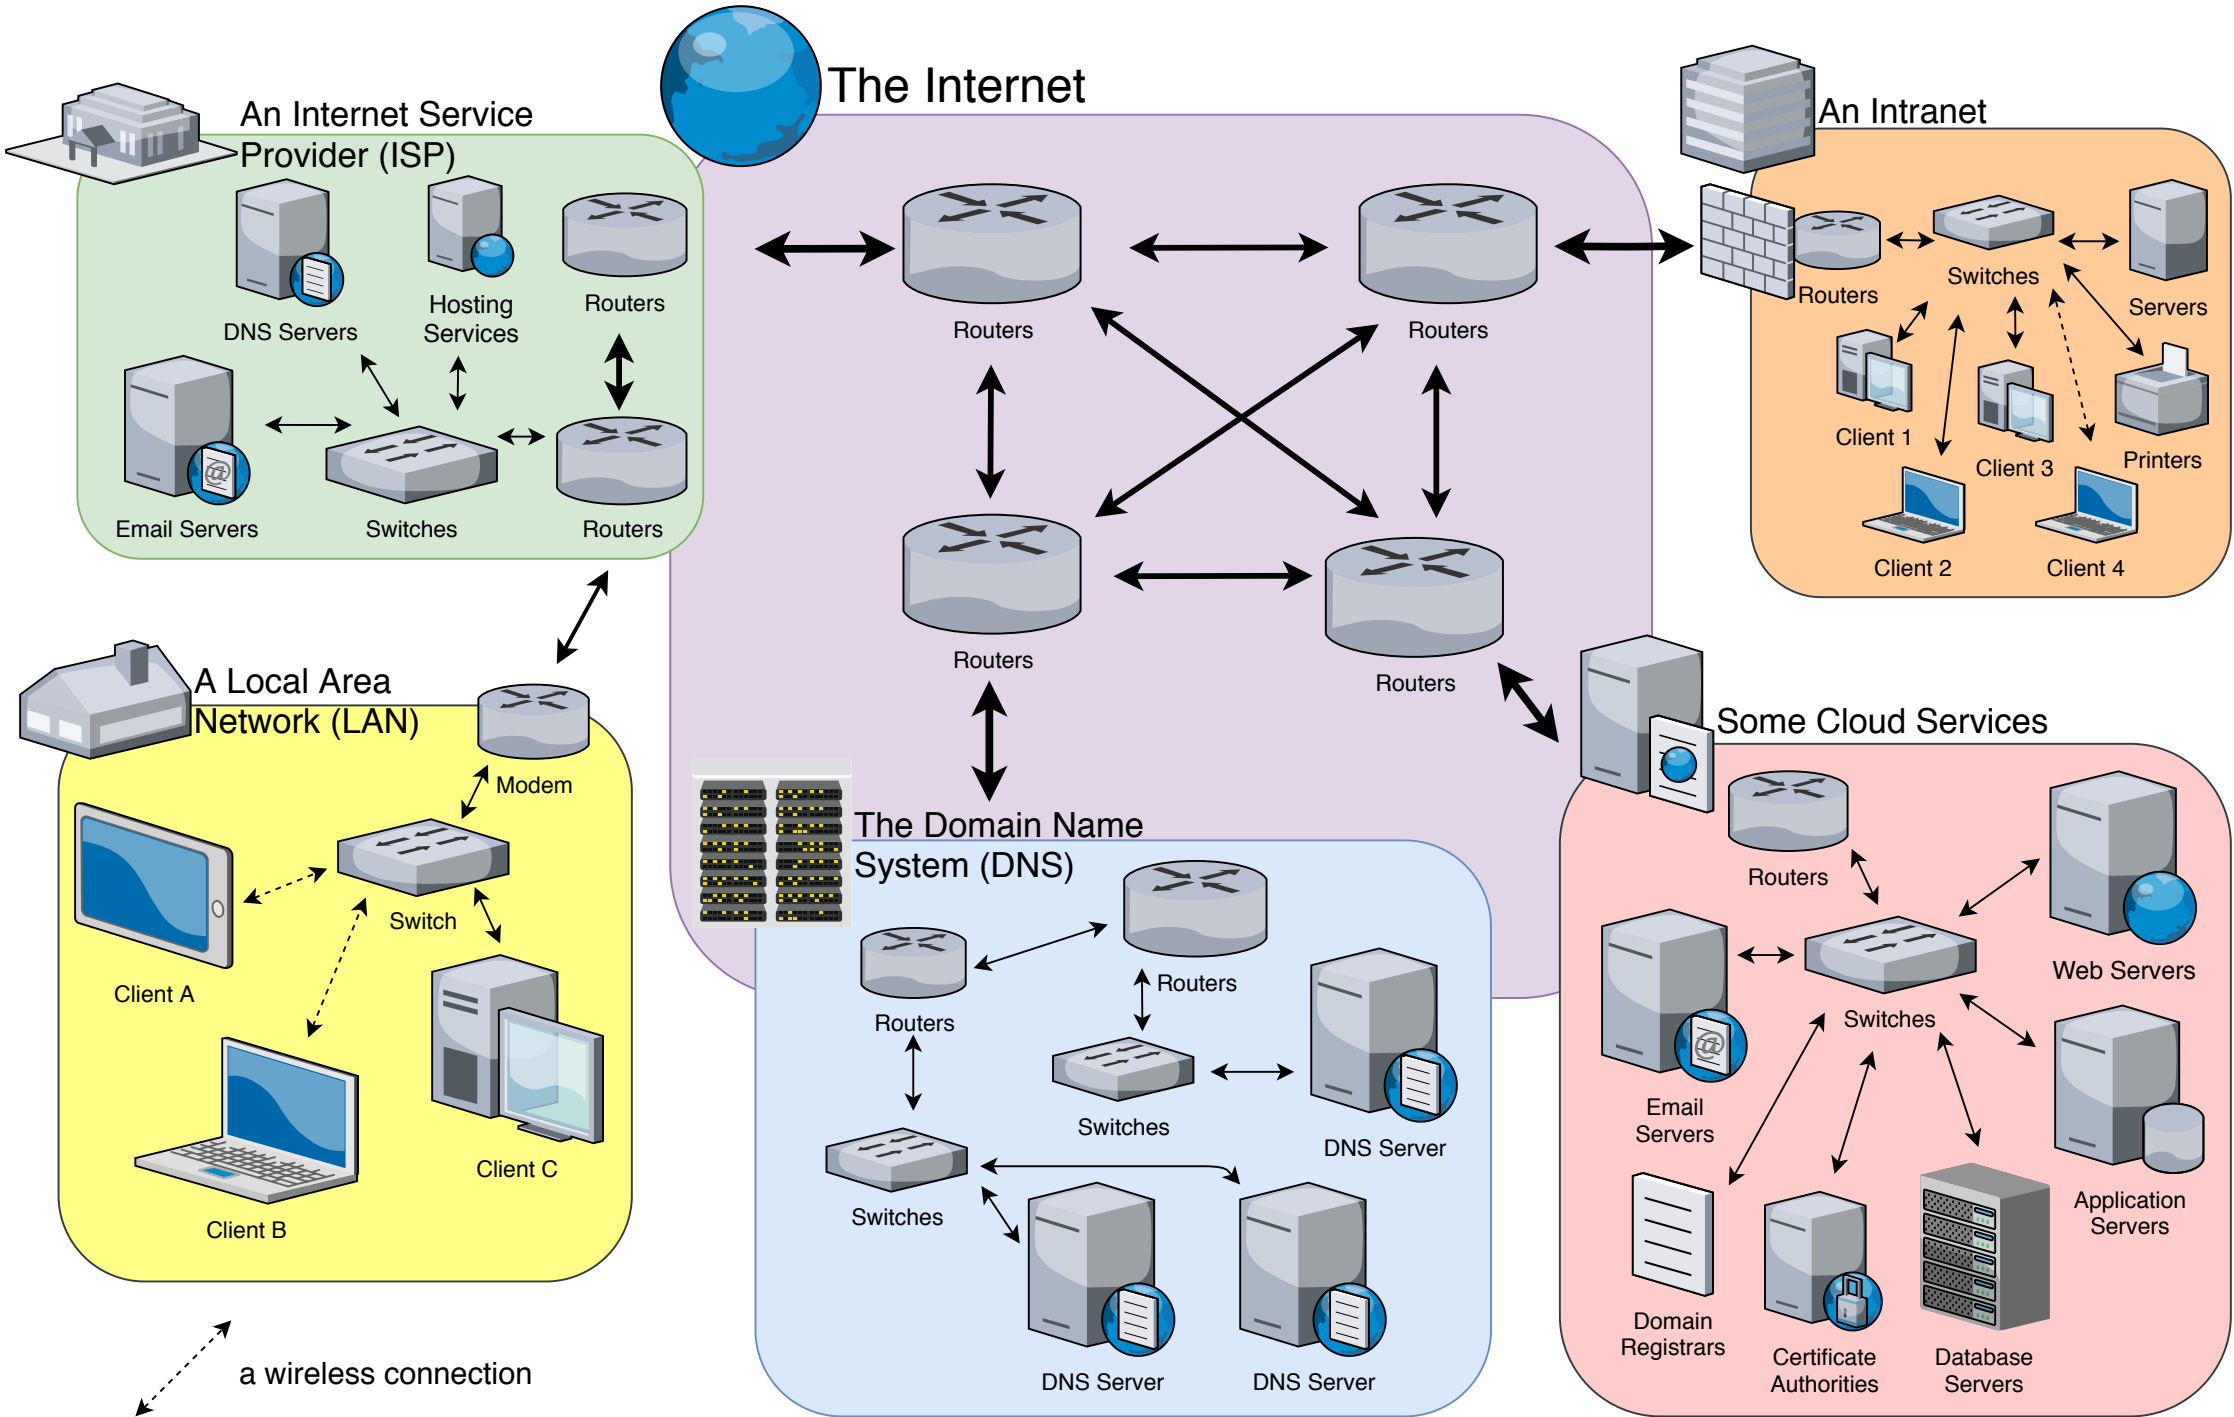 The Internet
An Internet Service
Provider (ISP)
DNS Servers
Hosting
Services
Routers
Email Servers
Switches
Routers
Routers
Routers
Routers
Routers
An Intranet
Routers
Switches
Servers
Client 1
Client 3
Printers
Client 2
Client 4
A Local Area
Network (LAN)
Modem
Switch
Client A
Client C
Client B
a wireless connection
The Domain Name
System (DNS)
Routers
Routers
Switches
DNS Server
Switches
DNS Server
DNS Server
Some Cloud Services
Routers
Web Servers
Switches
Email
Servers
Application
Servers
Domain
Registrars
Certificate
Authorities
Database
Servers
@
@